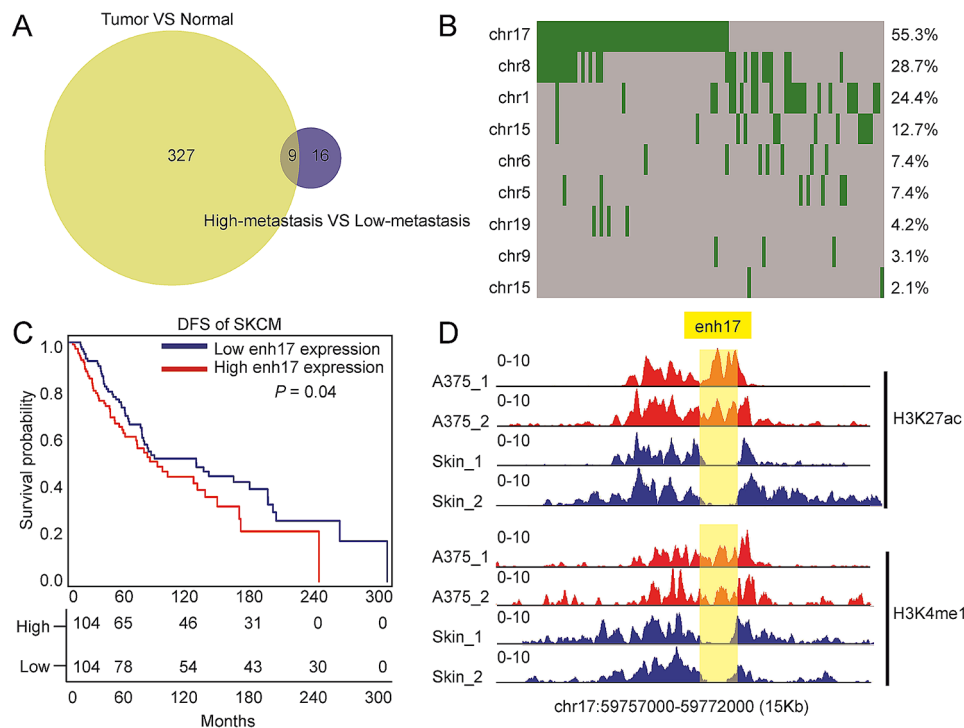 A
Tumor VS Normal
327
9
16
High-metastasis VS Low-metastasis
B
chr17
55.3%
chr8
28.7%
chr1
24.4%
chr15
12.7%
chr6
7.4%
chr5
7.4%
chr19
4.2%
chr9
3.1%
chr15
2.1%
C
DFS of SKCM
Low enh17 expression
High enh17 expression
P = 0.04
Survival probability
1.0
0.8
0.6
0.4
0.2
0.0
0 60 120 180 240 300
High 104 65 46 31 0 0
Low 104 78 54 43 30 0
0 60 120 180 240 300
Months
D
enh17
0-10
A375_1
0-10
A375_2
0-10
Skin_1
0-10
Skin_2
H3K27ac
0-10
A375_1
0-10
A375_2
0-10
Skin_1
0-10
Skin_2
H3K4me1
chr17:59757000-59772000 (15Kb)